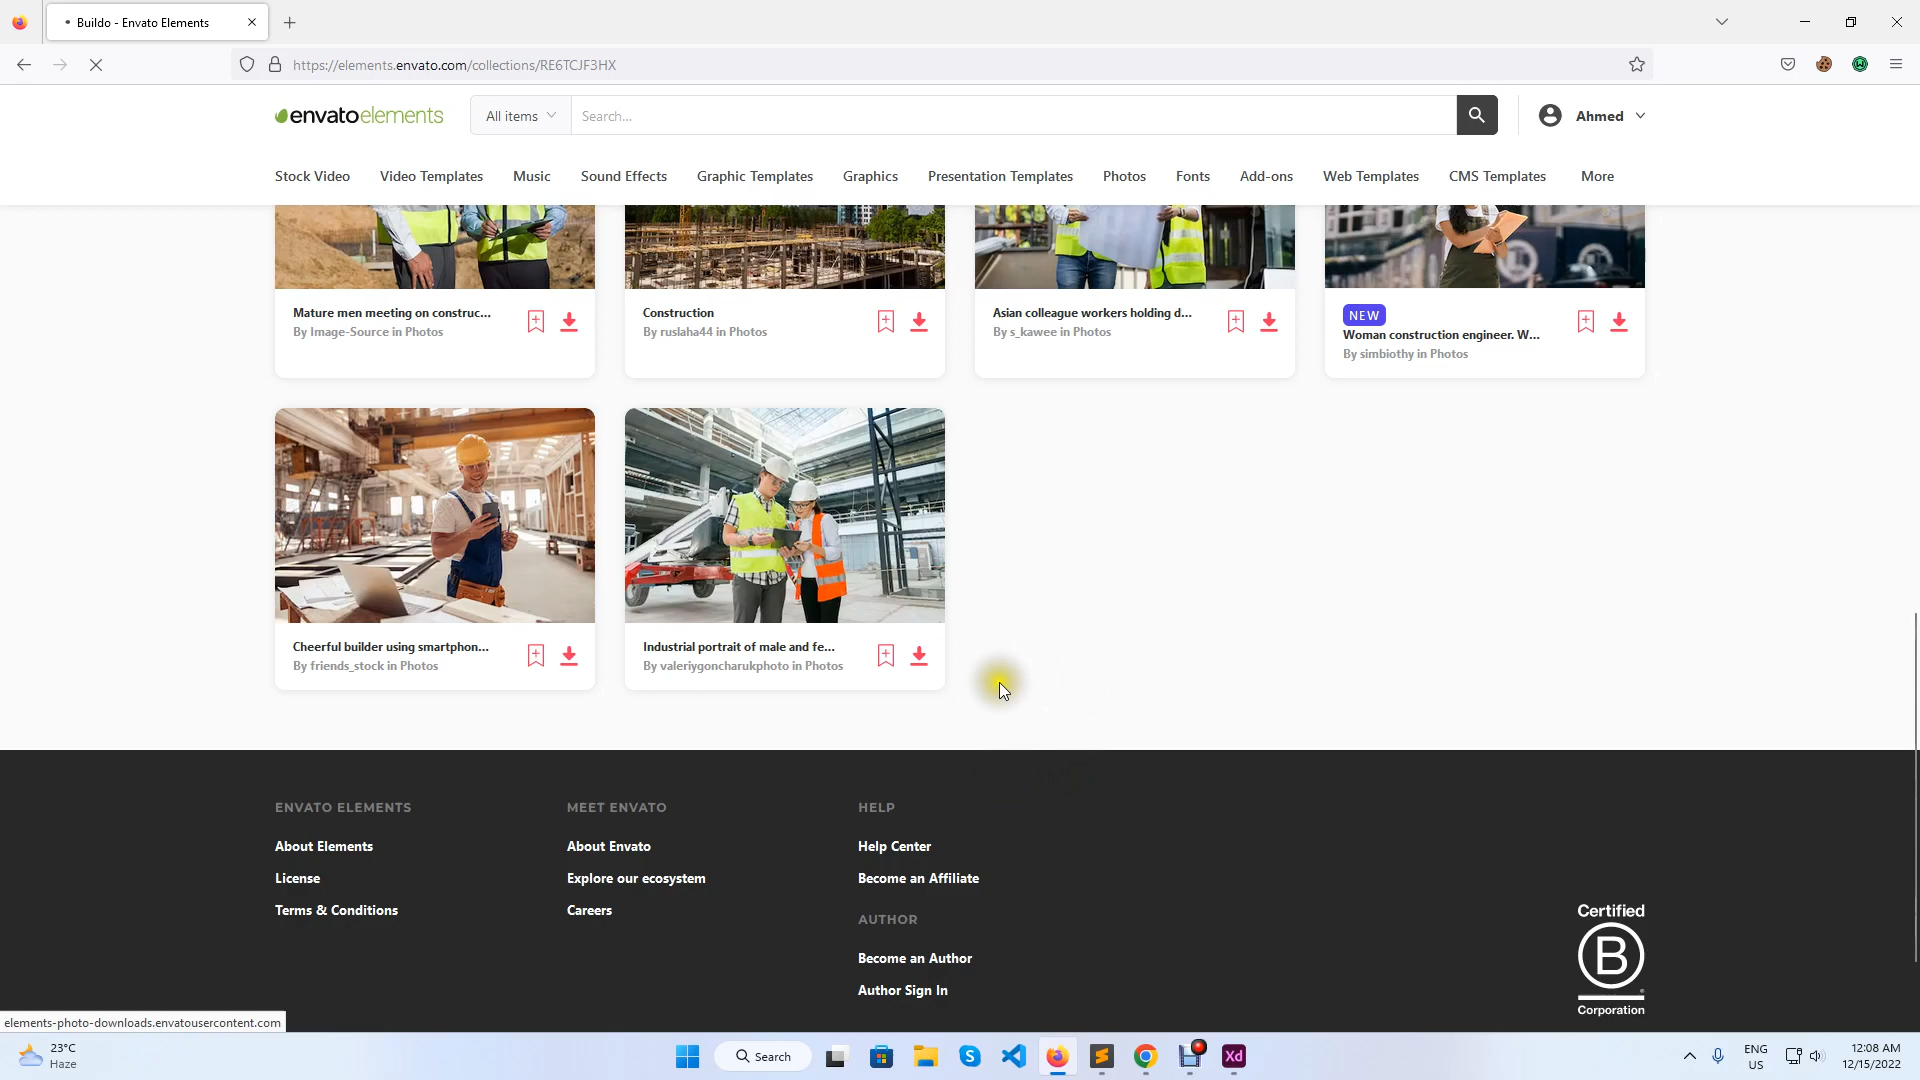 Buildo - Envato Elements
https://elements.envato.com/collections/RE6TCJF3HX
envatoelements
All items
Search...
Ahmed
Stock Video
Video Templates
Music
Sound Effects
Graphic Templates
Graphics
Presentation Templates
Photos
Fonts
Add-ons
Web Templates
CMS Templates
More
Mature men meeting on construc...
By Image-Source in Photos
Construction
By ruslaha44 in Photos
Asian colleague workers holding d...
By s_kawee in Photos
NEW
Woman construction engineer. W...
By simbiothy in Photos
Cheerful builder using smartphon...
By friends_stock in Photos
Industrial portrait of male and fe...
By valeriygoncharukphoto in Photos
ENVATO ELEMENTS
About Elements
License
Terms & Conditions
MEET ENVATO
About Envato
Explore our ecosystem
Careers
HELP
Help Center
Become an Affiliate
AUTHOR
Become an Author
Author Sign In
Certified
B
Corporation
elements-photo-downloads.envatousercontent.com
23°C
Haze
Search
Xd
ENG
US
12:08 AM
12/15/2022